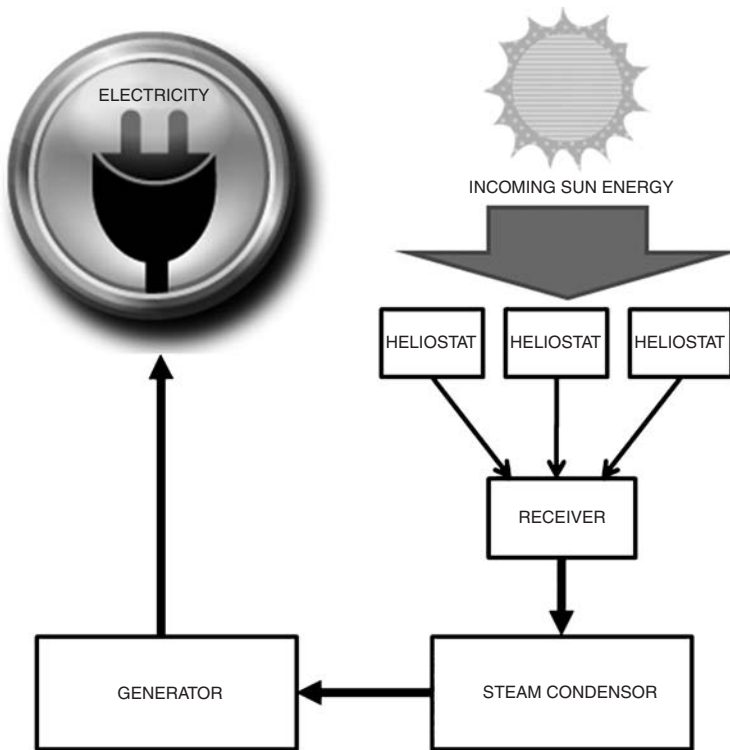 ELECTRICITY
INCOMING SUN ENERGY
HELIOSTAT HELIOSTAT HELIOSTAT
RECEIVER
GENERATOR STEAM CONDENSOR